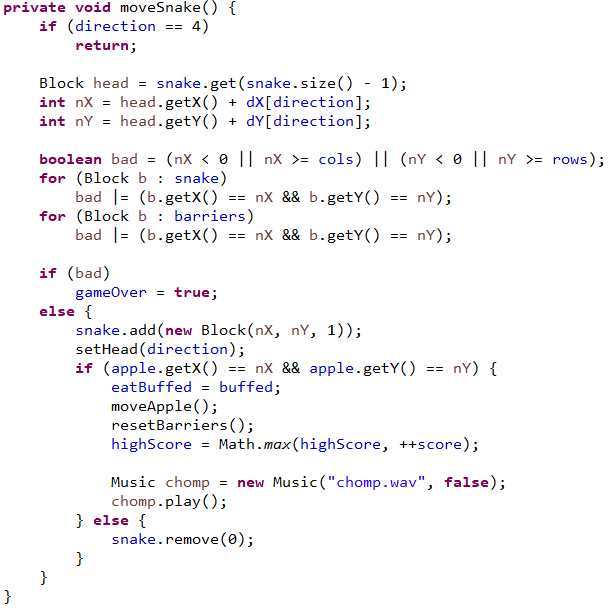 private void moveSnake() {
    if (direction == 4)
        return;

    Block head = snake.get(snake.size() - 1);
    int nX = head.getX() + dX[direction];
    int nY = head.getY() + dY[direction];

    boolean bad = (nX < 0 || nX >= cols) || (nY < 0 || nY >= rows);
    for (Block b : snake)
        bad |= (b.getX() == nX && b.getY() == nY);
    for (Block b : barriers)
        bad |= (b.getX() == nX && b.getY() == nY);

    if (bad)
        gameOver = true;
    else {
        snake.add(new Block(nX, nY, 1));
        setHead(direction);
        if (apple.getX() == nX && apple.getY() == nY) {
            eatBuffed = buffed;
            moveApple();
            resetBarriers();
            highScore = Math.max(highScore, ++score);

            Music chomp = new Music("chomp.wav", false);
            chomp.play();
        } else {
            snake.remove(0);
        }
    }
}